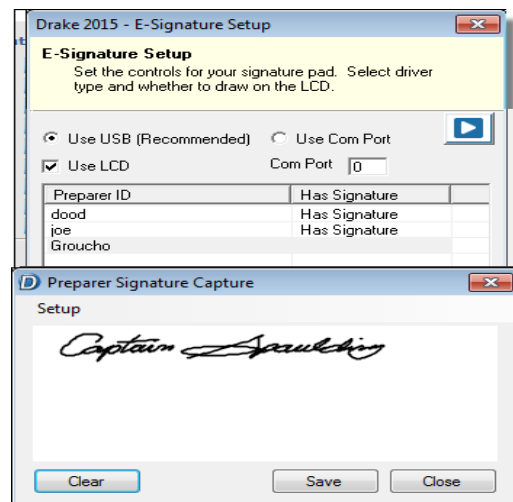 Drake 2015 - E-Signature Setup
E-Signature Setup
Set the controls for your signature pad. Select driver
type and whether to draw on the LCD.
Use USB (Recommended) Use Com Port
Use LCD Com Port 0
Preparer ID Has Signature
dood Has Signature
joe Has Signature
Groucho
Preparer Signature Capture
Setup
Captain Spaulding
Clear Save Close